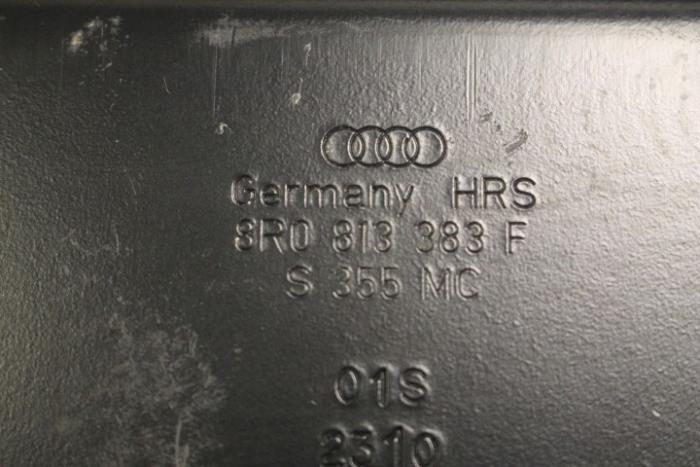 Germany HRS
8R0 813 383 F
S 355 MC
01S
2310